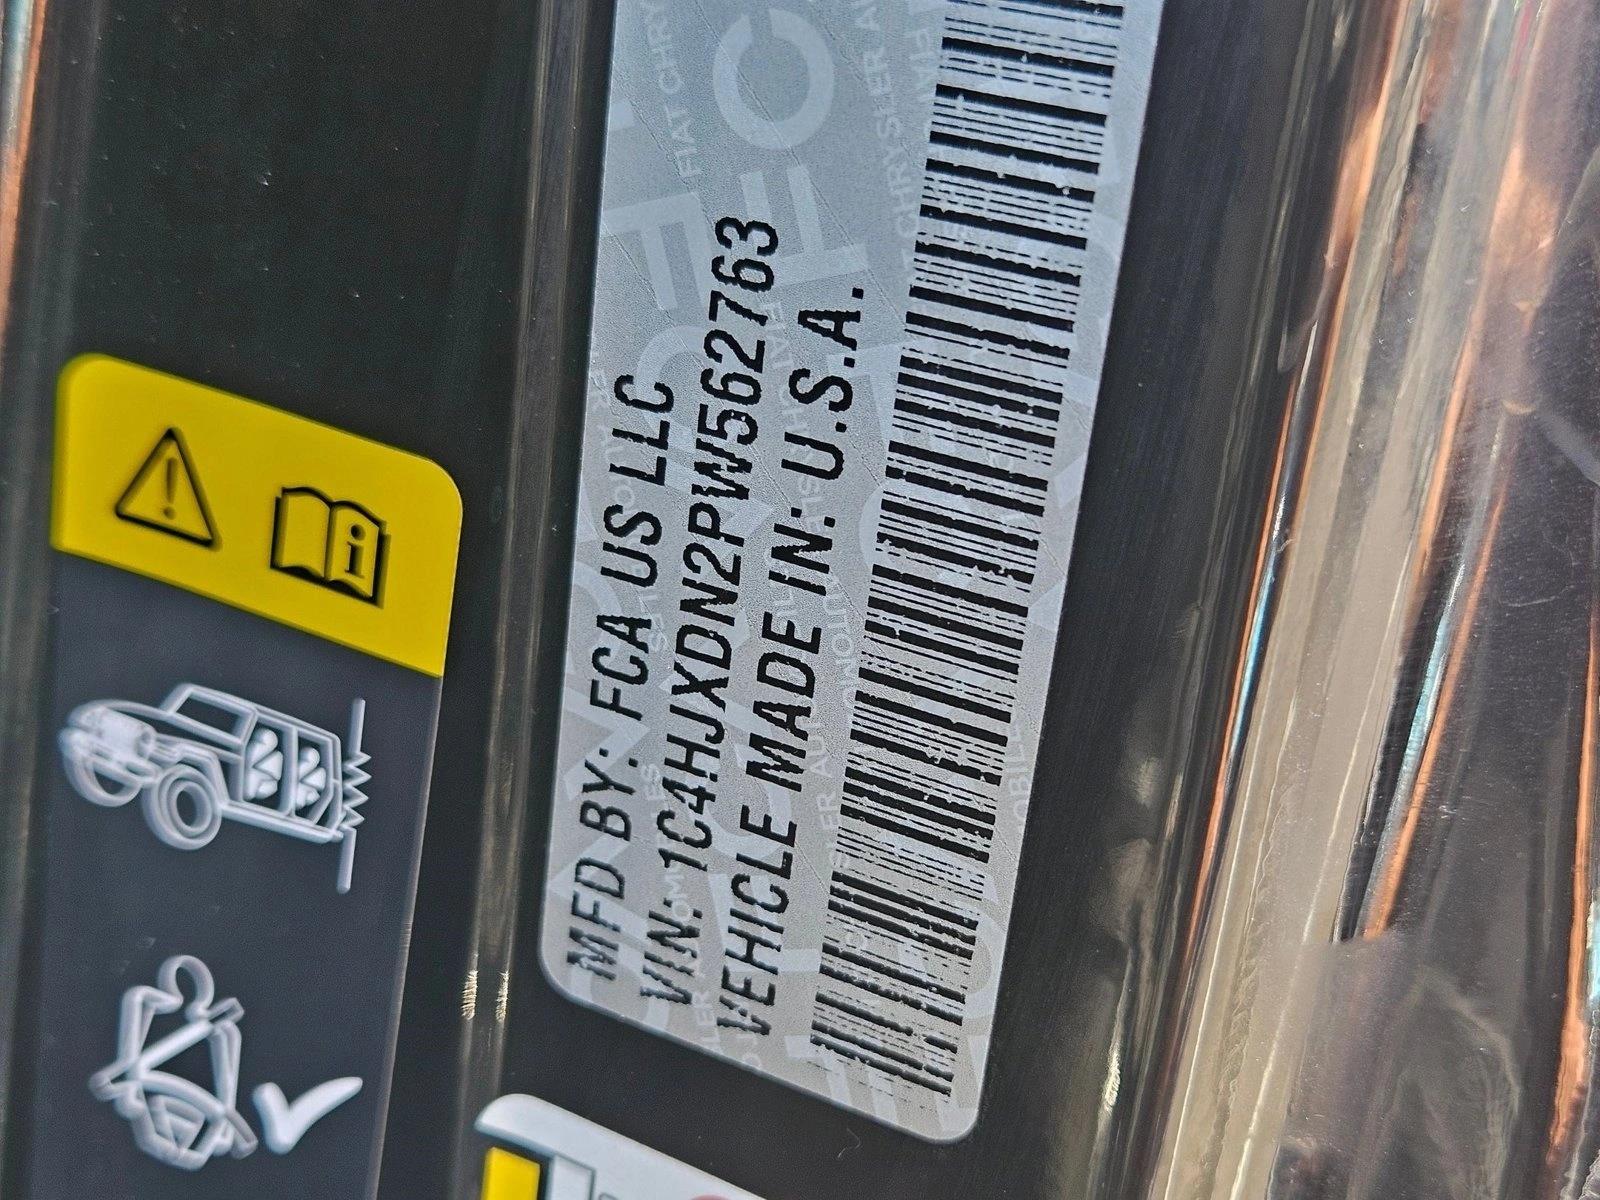 MFD BY: FCA US LLC
VIN: 1C4HJXDN2PW562763
VEHICLE MADE IN: U.S.A.